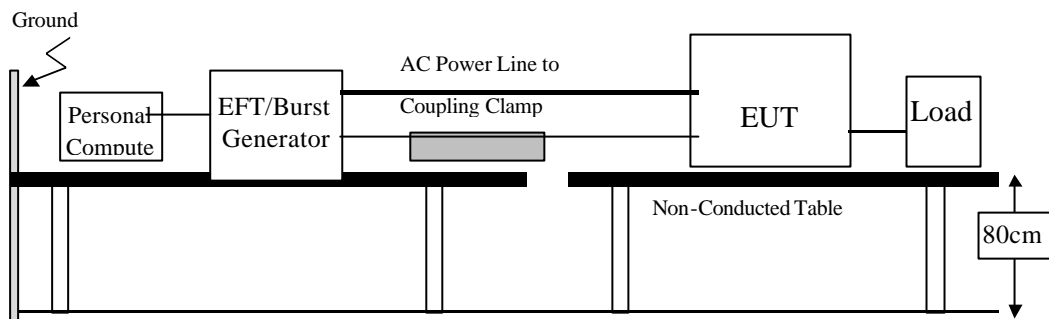 Ground
AC Power Line to
Personal
Compute
EFT/Burst
Generator
Coupling Clamp
EUT
Load
Non-Conducted Table
80cm